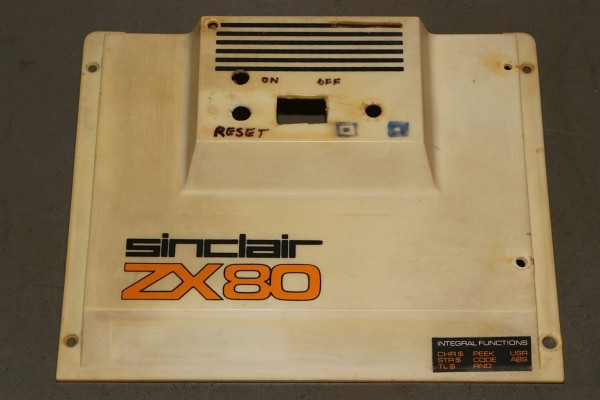 ON OFF
RESET
sinclair
ZX80
INTEGRAL FUNCTIONS
CHR$ PEEK USR
STR$ CODE ABS
TL$ RND